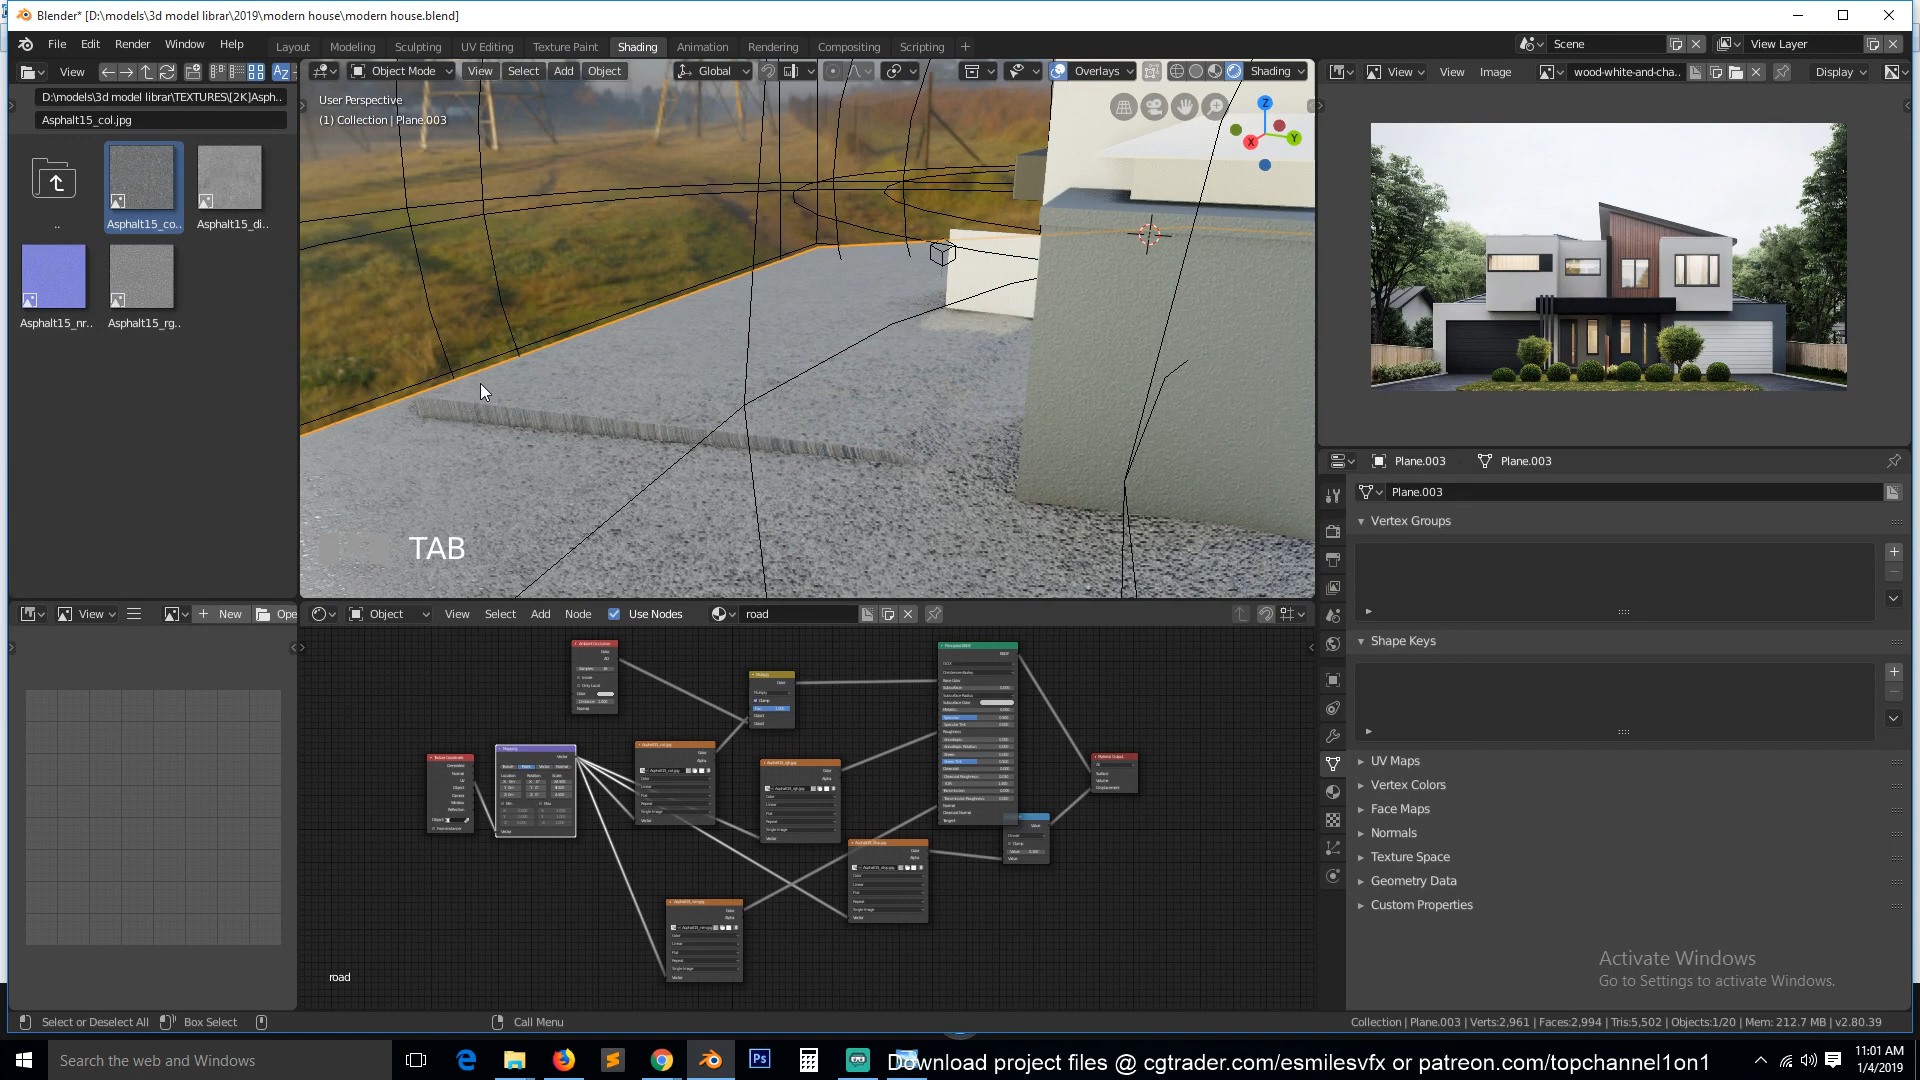 Blender* [D:\models\3d model librar\2019\modern house\modern house.blend]
File Edit Render Window Help
Layout Modeling Sculpting UV Editing Texture Paint Shading Animation Rendering Compositing Scripting +
Scene
View Layer
View
D:\models\3d model librar\TEXTURES\[2K]Asph..
Asphalt15_col.jpg
..
Asphalt15_co..
Asphalt15_di..
Asphalt15_nr..
Asphalt15_rg..
Object Mode View Select Add Object
Global
Overlays
Shading
User Perspective
(1) Collection | Plane.003
TAB
View View Image
wood-white-and-cha..
Display
Plane.003
Plane.003
Plane.003
Vertex Groups
Shape Keys
UV Maps
Vertex Colors
Face Maps
Normals
Texture Space
Geometry Data
Custom Properties
Activate Windows
Go to Settings to activate Windows.
View
New
Ope
Object View Select Add Node Use Nodes
road
road
Select or Deselect All
Box Select
Call Menu
Collection | Plane.003 | Verts:2,961 | Faces:2,994 | Tris:5,502 | Objects:1/20 | Mem: 212.7 MB | v2.80.39
Search the web and Windows
Download project files @ cgtrader.com/esmilesvfx or patreon.com/topchannel1on1
11:01 AM
1/4/2019